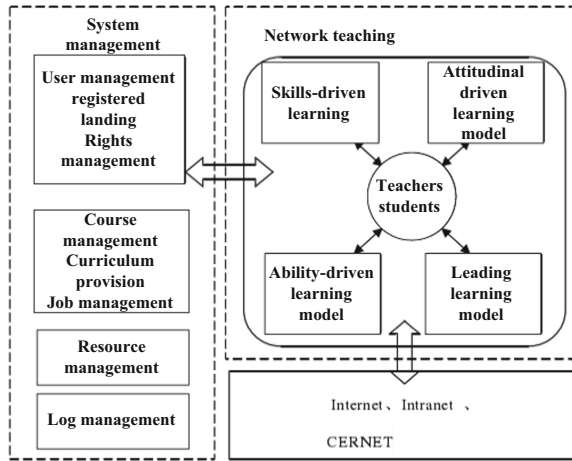 System
management
User management
registered
landing
Rights
management
Course
management
Curriculum
provision
Job management
Resource
management
Log management
Network teaching
Skills-driven
learning
Attitudinal
driven
learning
model
Teachers
students
Ability-driven
learning
model
Leading
learning
model
Internet、Intranet 、
CERNET